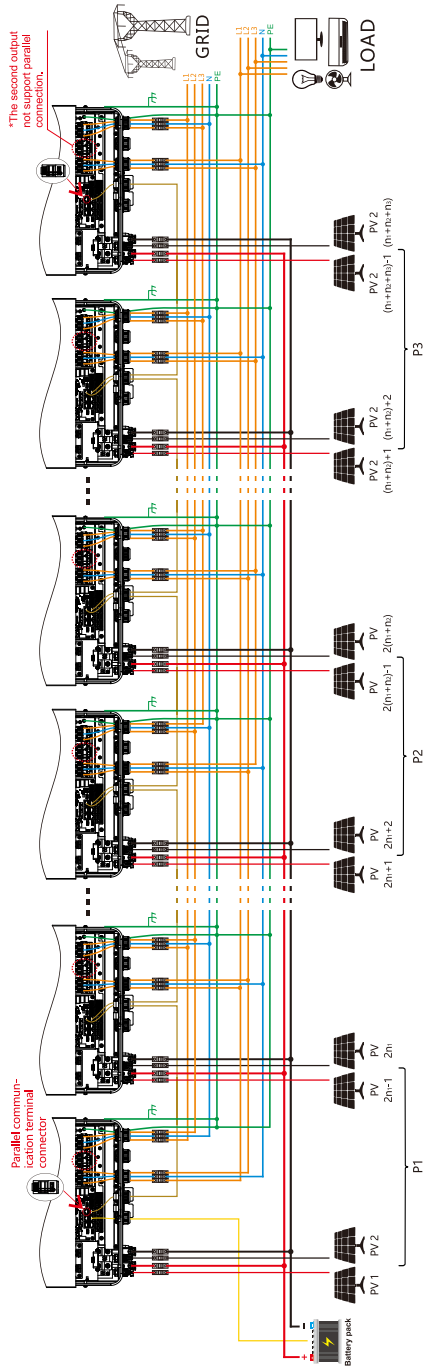 Parallel commun-
ication terminal
connector
*The second output
not support parallel
connection.
GRID
L1
L2
L3
N
PE
L1
L2
L3
N
PE
LOAD
+
-
Battery pack
PV 1
PV 2
PV
2n₁-1
PV
2n₁
PV
2n₁+1
PV
2n₁+2
PV
2(n₁+n₂)-1
PV
2(n₁+n₂)
PV 2
(n₁+n₂)+1
PV 2
(n₁+n₂)+2
PV 2
(n₁+n₂+n₃)-1
PV 2
(n₁+n₂+n₃)
P1
P2
P3